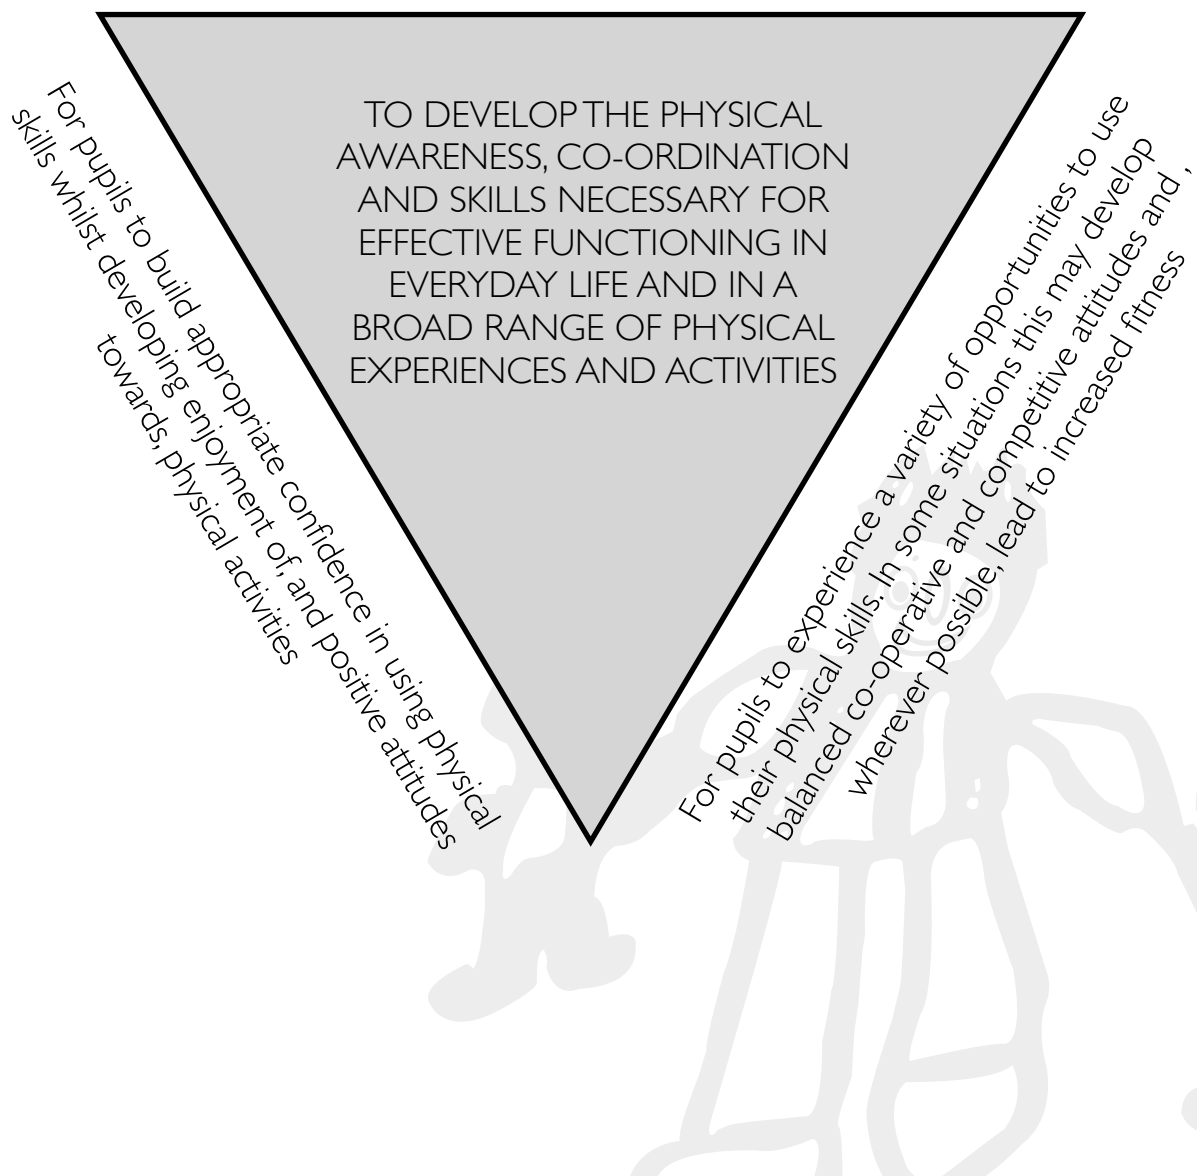 TO DEVELOP THE PHYSICAL
AWARENESS, CO-ORDINATION
AND SKILLS NECESSARY FOR
EFFECTIVE FUNCTIONING IN
EVERYDAY LIFE AND IN A
BROAD RANGE OF PHYSICAL
EXPERIENCES AND ACTIVITIES
For pupils to build appropriate confidence in using physical
skills whilst developing enjoyment of, and positive attitudes
towards, physical activities
For pupils to experience a variety of opportunities to use
their physical skills. In some situations this may develop
balanced co-operative and competitive attitudes and ,
wherever possible, lead to increased fitness